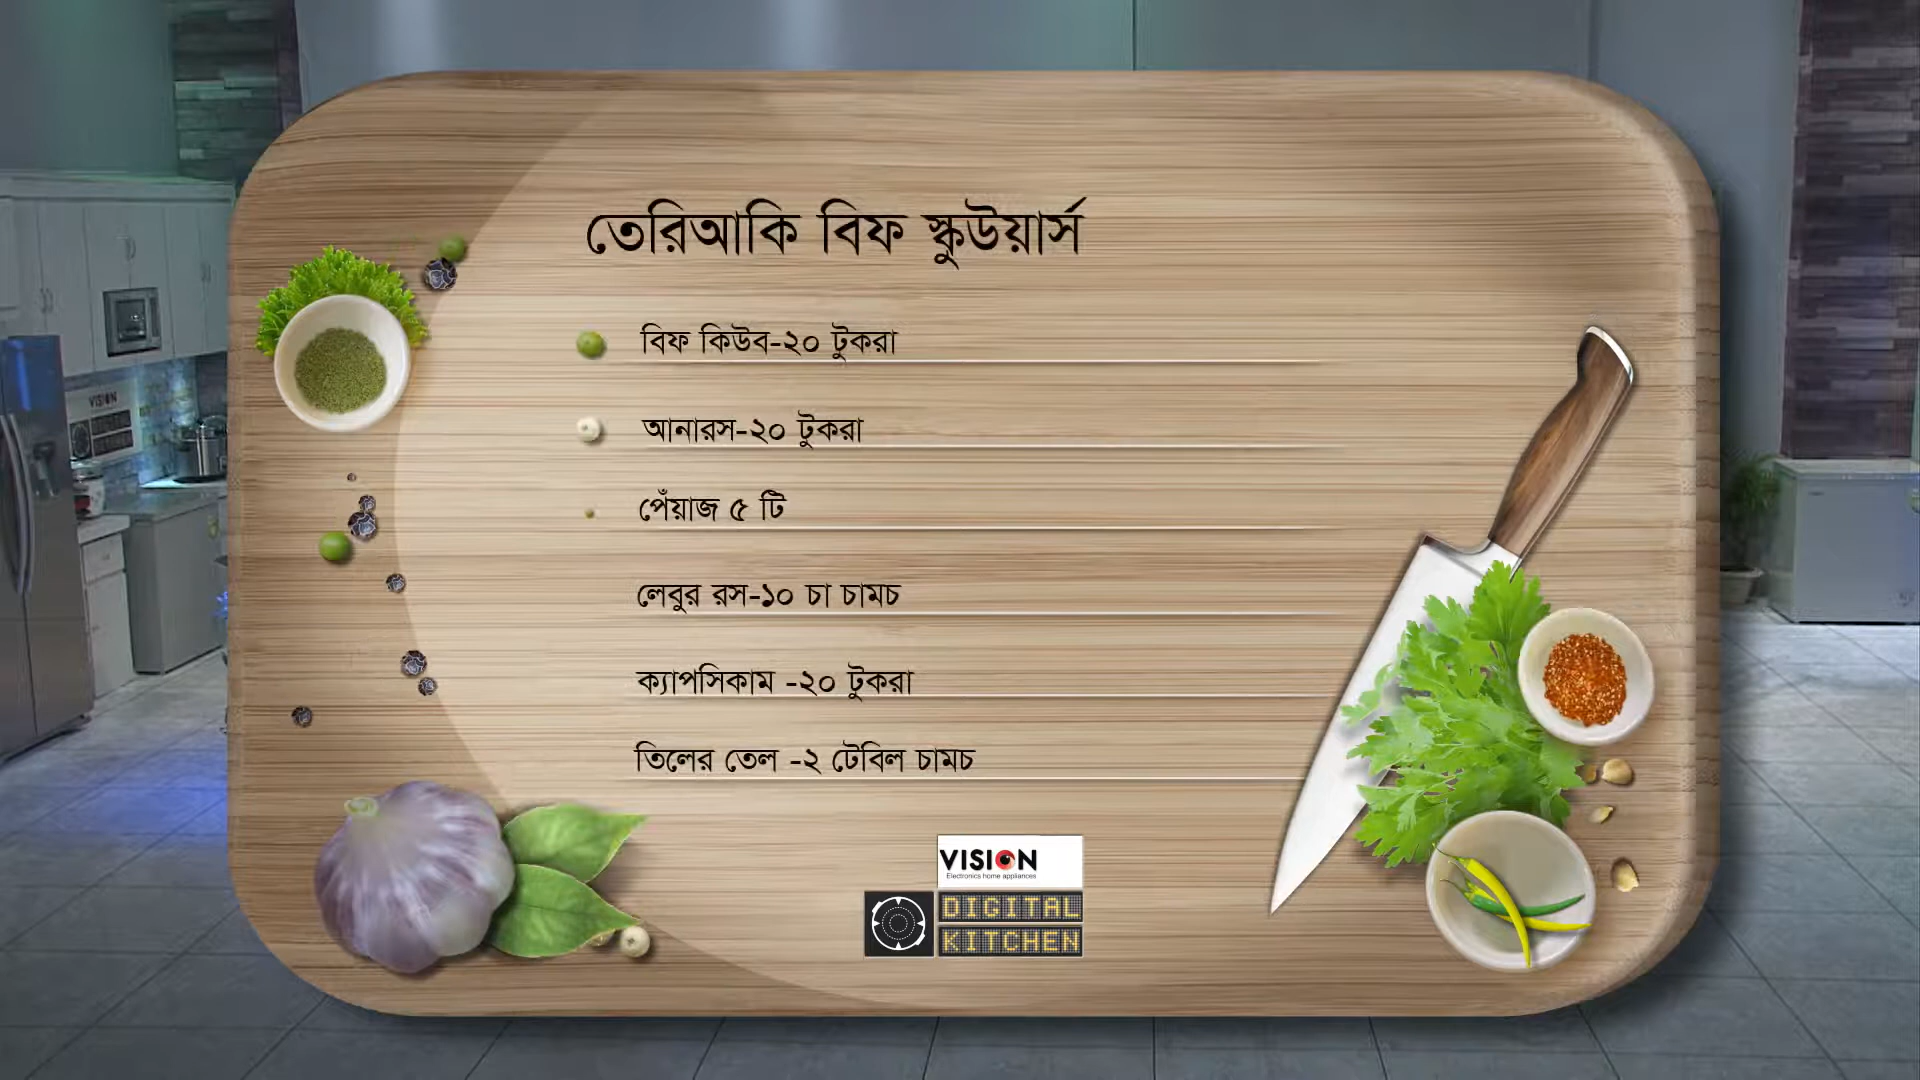 তেরিআকি বিফ স্কুউয়ার্স
বিফ কিউব-২০ টুকরা
আনারস-২০ টুকরা
পেঁয়াজ ৫ টি
লেবুর রস-১০ চা চামচ
ক্যাপসিকাম -২০ টুকরা
তিলের তেল -২ টেবিল চামচ
VISION
Electronics home appliances
DIGITAL
KITCHEN
VISION